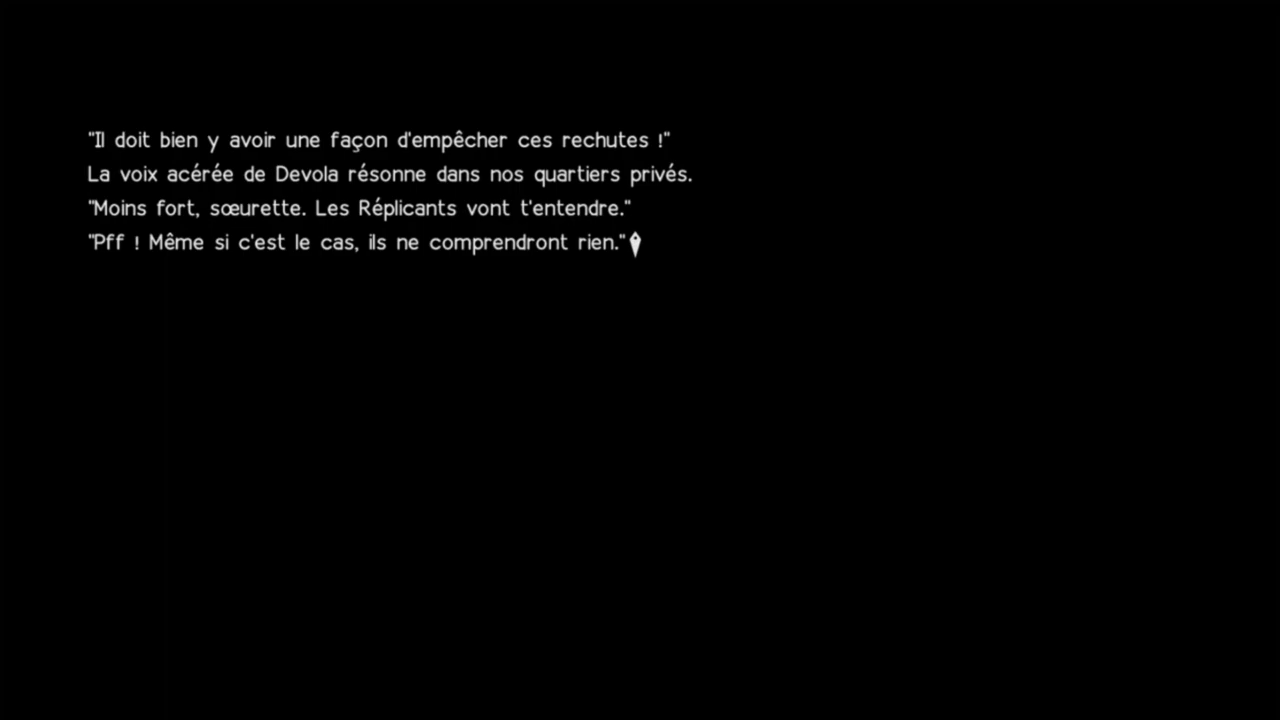 "Il doit bien y avoir une façon d'empêcher ces rechutes !"
La voix acérée de Devola résonne dans nos quartiers privés.
"Moins fort, sœurette. Les Réplicants vont t'entendre."
"Pff ! Même si c'est le cas, ils ne comprendront rien."